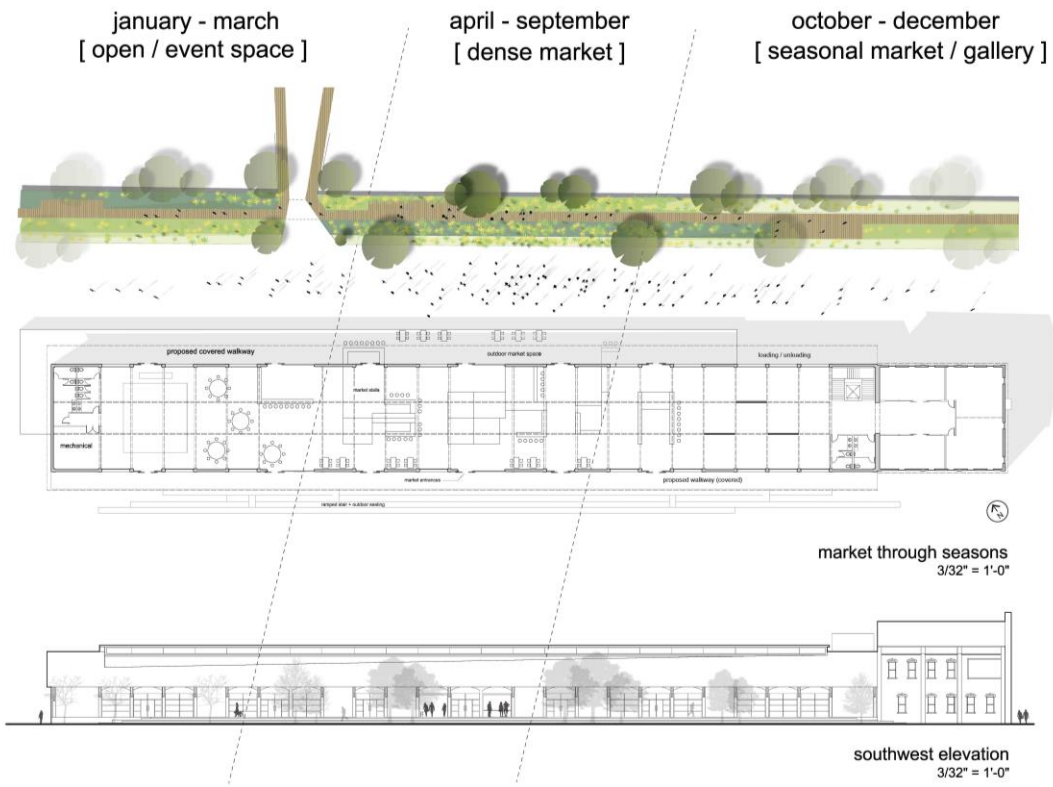 january - march
[ open / event space ]
april - september
[ dense market ]
october - december
[ seasonal market / gallery ]
proposed covered walkway
outdoor market space
loading / unloading
market stalls
mechanical
market entrances
proposed walkway (covered)
ramped stair + outdoor seating
N
market through seasons
3/32" = 1'-0"
southwest elevation
3/32" = 1'-0"